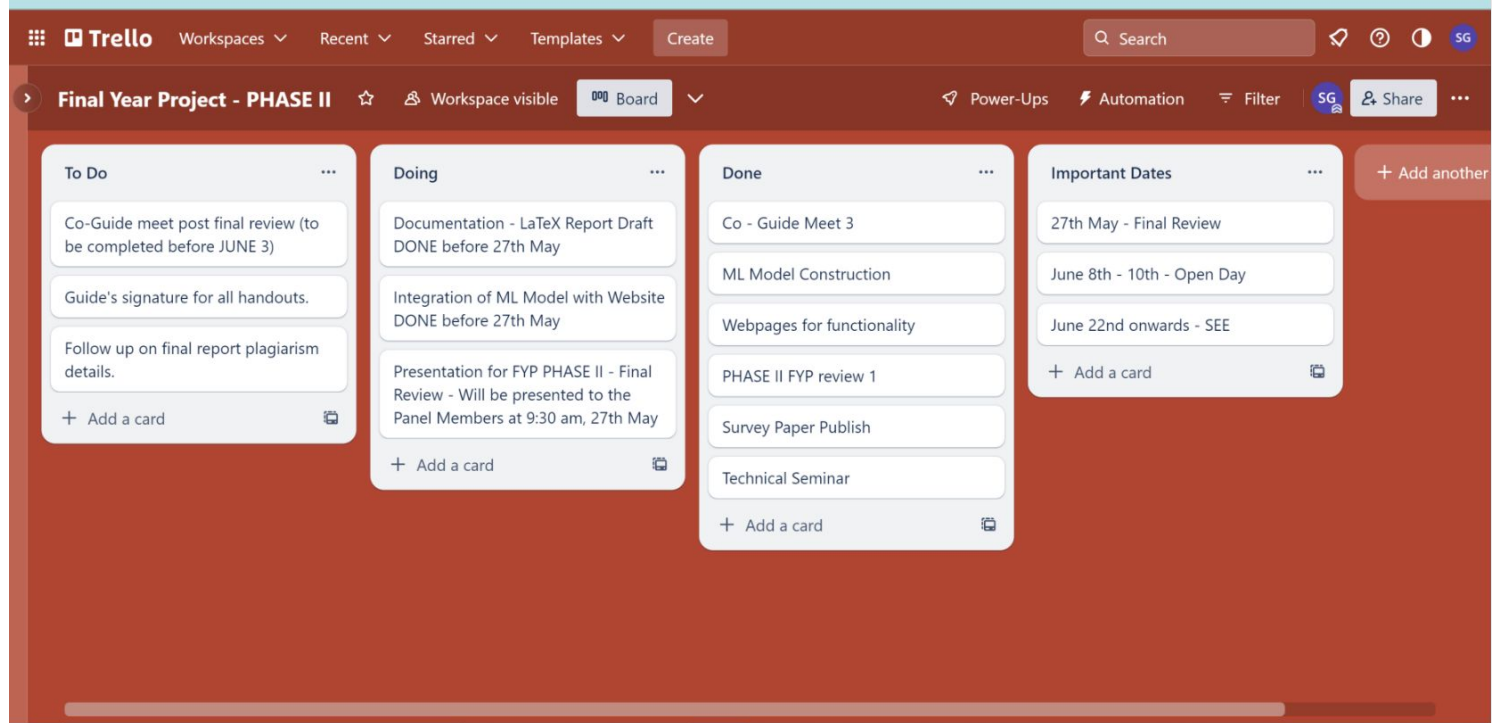 Trello Workspaces Recent Starred Templates Create Search SG
Final Year Project - PHASE II Workspace visible Board Power-Ups Automation Filter SG Share
To Do
Co-Guide meet post final review (to
be completed before JUNE 3)
Guide's signature for all handouts.
Follow up on final report plagiarism
details.
Add a card
Doing
Documentation - LaTeX Report Draft
DONE before 27th May
Integration of ML Model with Website
DONE before 27th May
Presentation for FYP PHASE II - Final
Review - Will be presented to the
Panel Members at 9:30 am, 27th May
Add a card
Done
Co - Guide Meet 3
ML Model Construction
Webpages for functionality
PHASE II FYP review 1
Survey Paper Publish
Technical Seminar
Add a card
Important Dates
27th May - Final Review
June 8th - 10th - Open Day
June 22nd onwards - SEE
Add a card
Add another